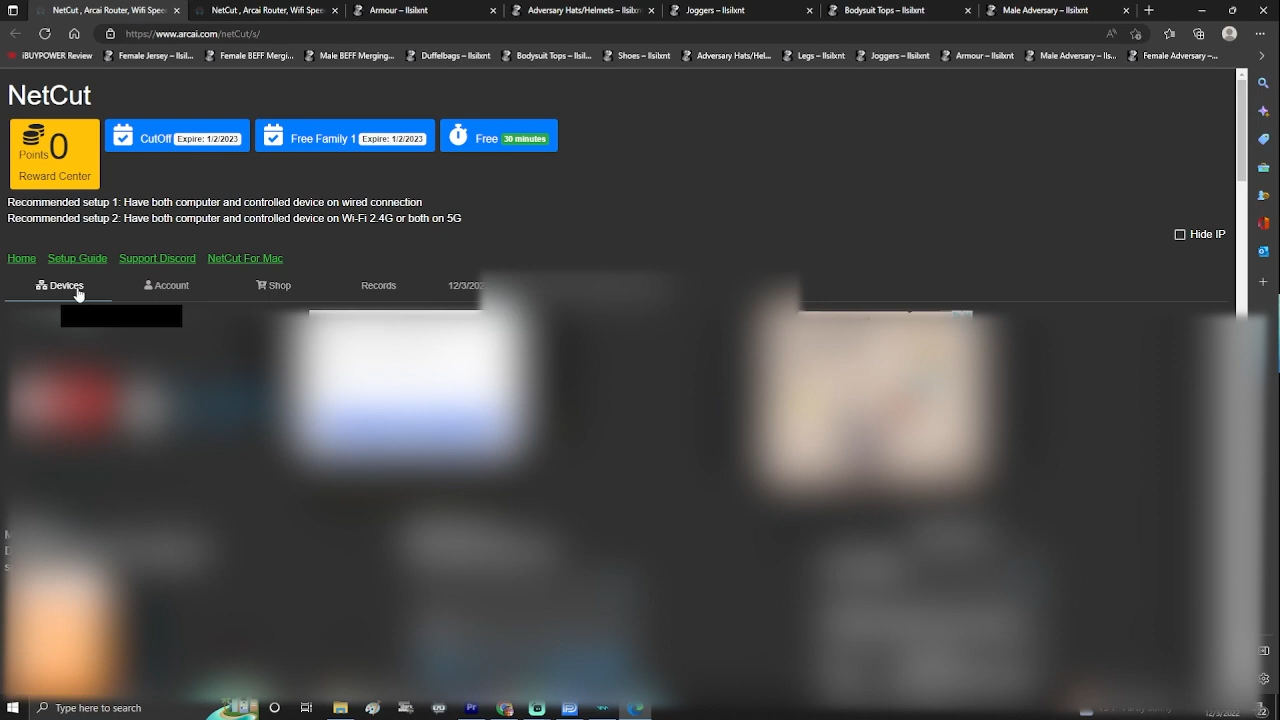 NetCut , Arcai Router, Wifi Spee NetCut , Arcai Router, Wifi Spee Armour – Ilsilxnt Adversary Hats/Helmets – Ilsilxn Joggers – Ilsilxnt Bodysuit Tops – Ilsilxnt Male Adversary – Ilsilxnt
https://www.arcai.com/netCut/s/
iBUYPOWER Review Female Jersey – Ilsil... Female BEFF Mergi... Male BEFF Merging... Duffelbags – Ilsilxnt Bodysuit Tops – Ilsil... Shoes – Ilsilxnt Adversary Hats/Hel... Legs – Ilsilxnt Joggers – Ilsilxnt Armour – Ilsilxnt Male Adversary – Ils... Female Adversary –...
NetCut
Points 0
Reward Center
CutOff Expire: 1/2/2023 Free Family 1 Expire: 1/2/2023 Free 30 minutes
Recommended setup 1: Have both computer and controlled device on wired connection
Recommended setup 2: Have both computer and controlled device on Wi-Fi 2.4G or both on 5G
Hide IP
Home Setup Guide Support Discord NetCut For Mac
Devices Account Shop Records 12/3/202
Type here to search
12/3/2022